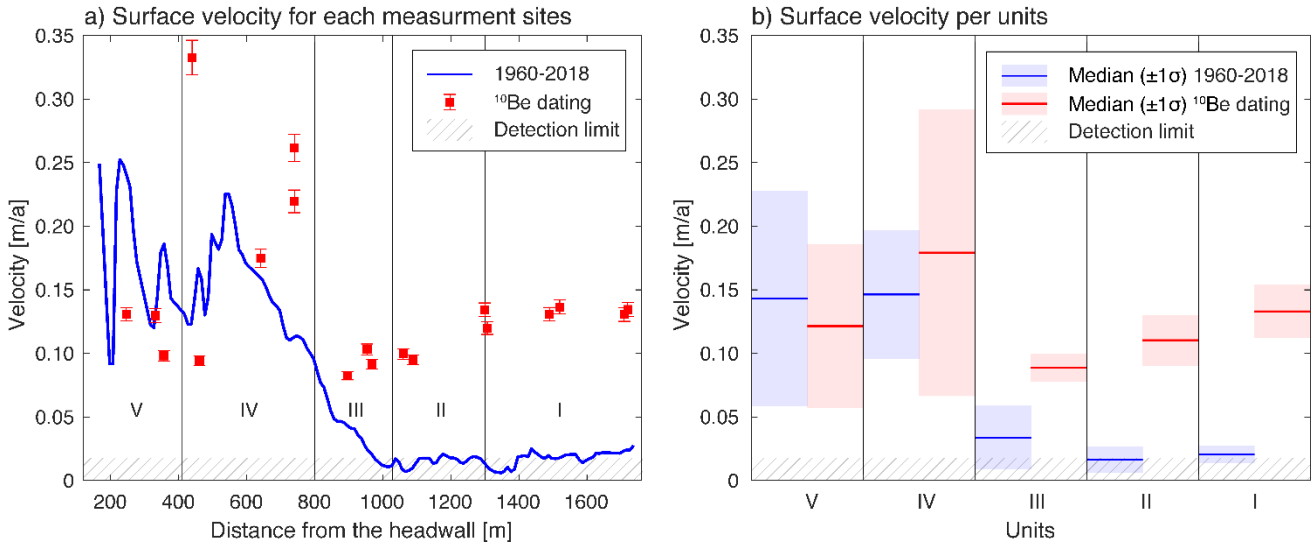 a) Surface velocity for each measurment sites
0.35
0.30
0.25
0.20
0.15
0.10
0.05
0
Velocity [m/a]
1960-2018
¹⁰Be dating
Detection limit
V
IV
III
II
I
200
400
600
800
1000
1200
1400
1600
Distance from the headwall [m]
b) Surface velocity per units
0.35
0.30
0.25
0.20
0.15
0.10
0.05
0
Velocity [m/a]
Median (±1σ) 1960-2018
Median (±1σ) ¹⁰Be dating
Detection limit
V
IV
III
II
I
Units